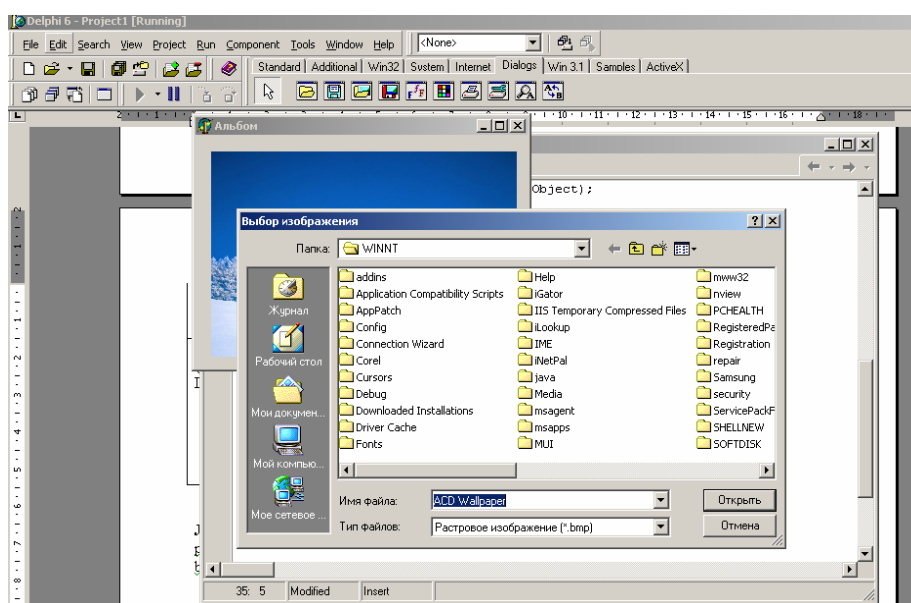 Delphi 6 - Project1 [Running]
File Edit Search View Project Run Component Tools Window Help <None>
Standard Additional Win32 System Internet Dialogs Win 3.1 Samples ActiveX
Альбом
Object);
Выбор изображения
Папка: WINNT
Журнал
Рабочий стол
Мои докумен...
Мой компью...
Мое сетевое ...
addins Help mww32
Application Compatibility Scripts iGator nview
AppPatch IIS Temporary Compressed Files PCHEALTH
Config iLookup RegisteredPa
Connection Wizard IME Registration
Corel iNetPal repair
Cursors java Samsung
Debug Media security
Downloaded Installations msagent ServicePackF
Driver Cache msapps SHELLNEW
Fonts MUI SOFTDISK
Имя файла: ACD Wallpaper Открыть
Тип файлов: Растровое изображение (*.bmp) Отмена
35: 5 Modified Insert